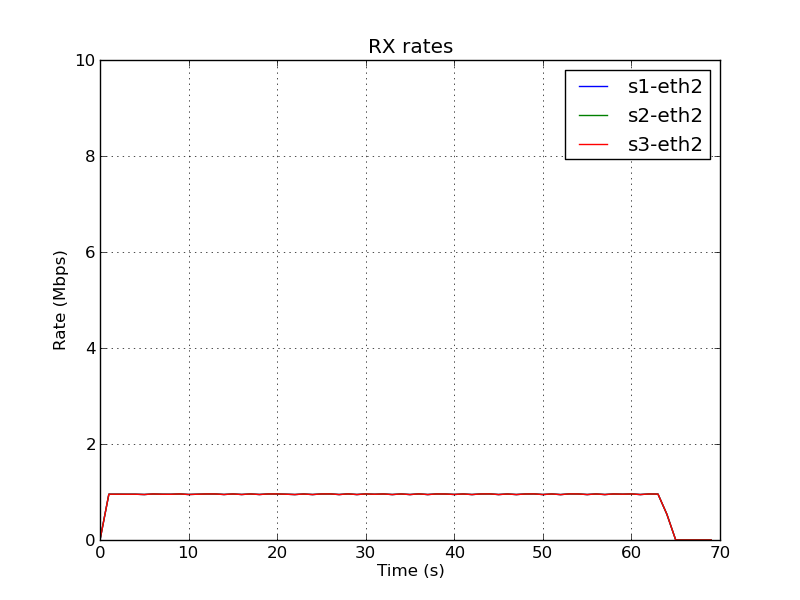 RX rates
10
8
6
4
2
0
Rate (Mbps)
s1-eth2
s2-eth2
s3-eth2
0 10 20 30 40 50 60 70
Time (s)